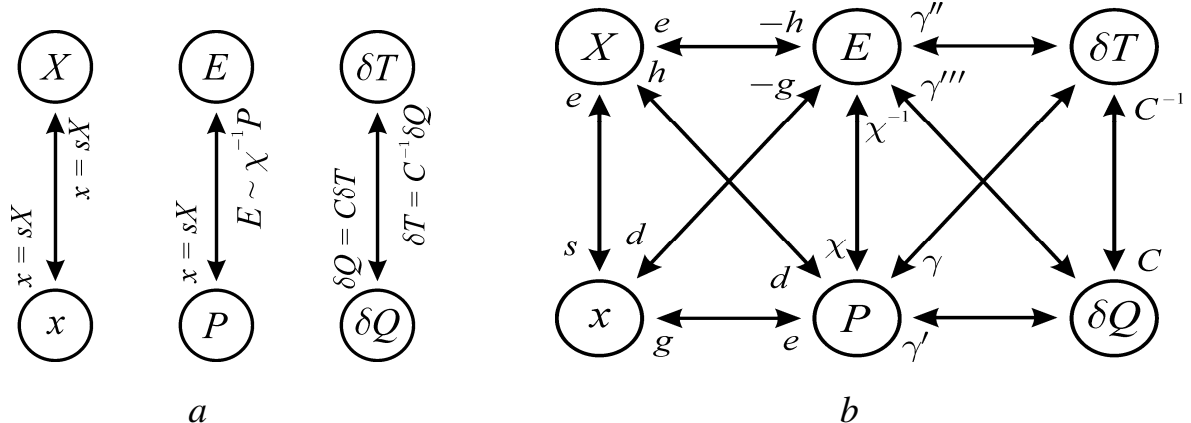 X
x = sX
x = sX
x
E
E ~ χ⁻¹P
x = sX
P
δT
δT = C⁻¹δQ
δQ = CδT
δQ
a
X
e
-h
E
γ''
δT
h
-g
γ'''
e
χ⁻¹
C⁻¹
s
d
χ
d
γ
C
x
g
e
P
γ'
δQ
b